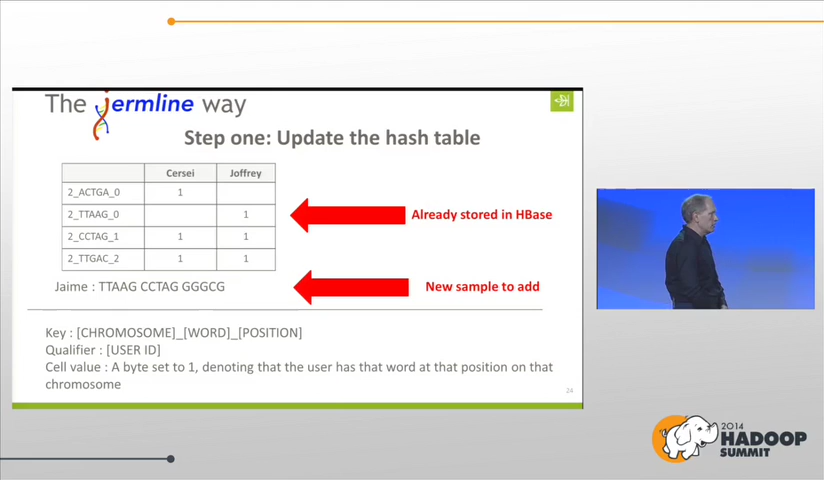 The Jermline way
Step one: Update the hash table
Cersei Joffrey
2_ACTGA_0 1
2_TTAAG_0 1
2_CCTAG_1 1 1
2_TTGAC_2 1 1
Already stored in HBase
Jaime : TTAAG CCTAG GGGCG
New sample to add
Key : [CHROMOSOME]_[WORD]_[POSITION]
Qualifier : [USER ID]
Cell value : A byte set to 1, denoting that the user has that word at that position on that
chromosome
24
2014
HADOOP
SUMMIT